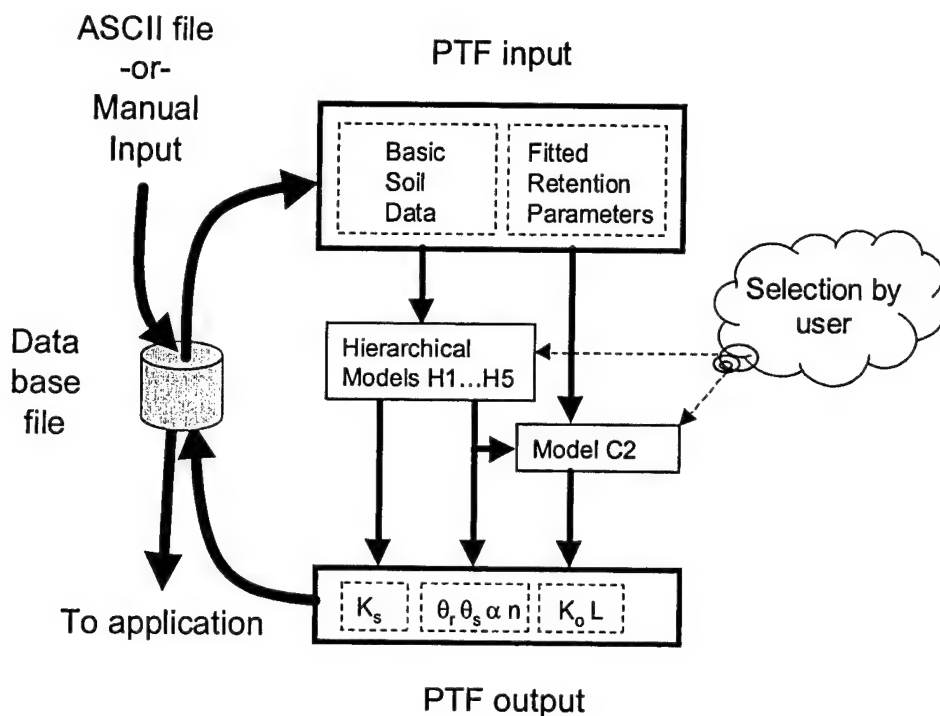 ASCII file
-or-
Manual
Input
PTF input
Basic
Soil
Data
Fitted
Retention
Parameters
Selection by
user
Data
base
file
Hierarchical
Models H1...H5
Model C2
To application
Kₛ
θᵣ θₛ α n
Kₒ L
PTF output